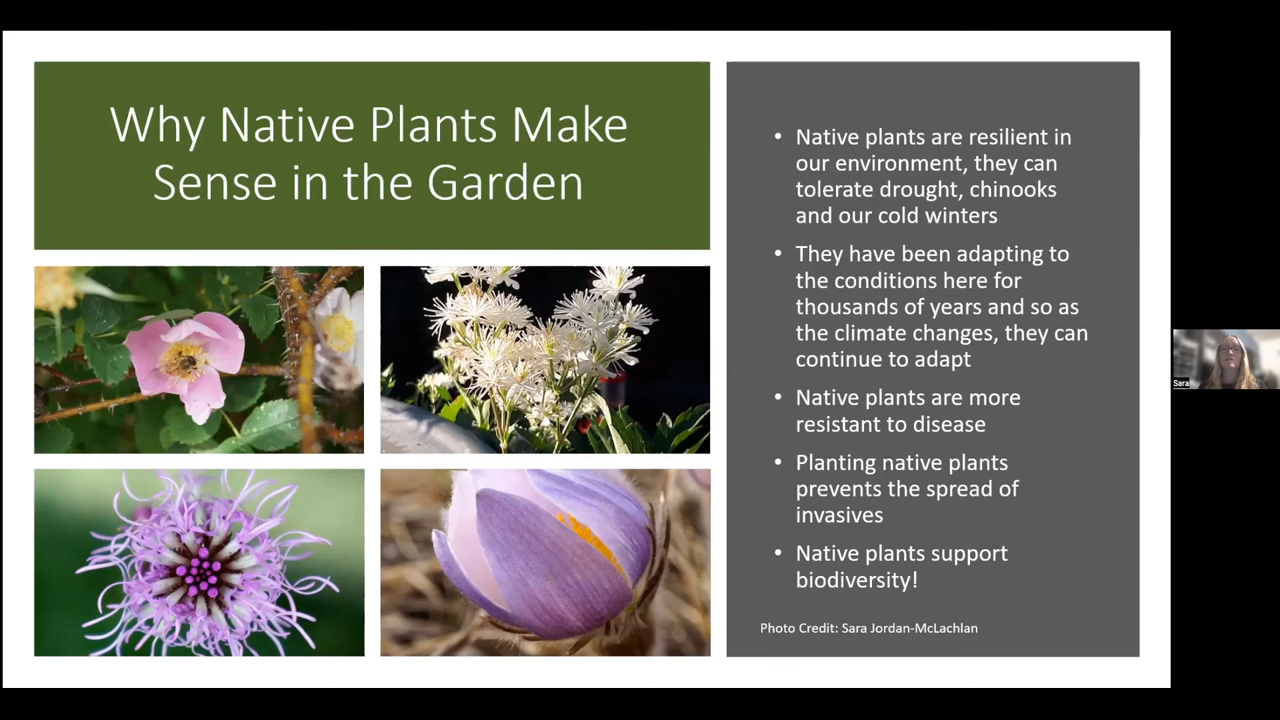 Why Native Plants Make
Sense in the Garden
• Native plants are resilient in
our environment, they can
tolerate drought, chinooks
and our cold winters
• They have been adapting to
the conditions here for
thousands of years and so as
the climate changes, they can
continue to adapt
• Native plants are more
resistant to disease
• Planting native plants
prevents the spread of
invasives
• Native plants support
biodiversity!
Photo Credit: Sara Jordan-McLachlan
Sara